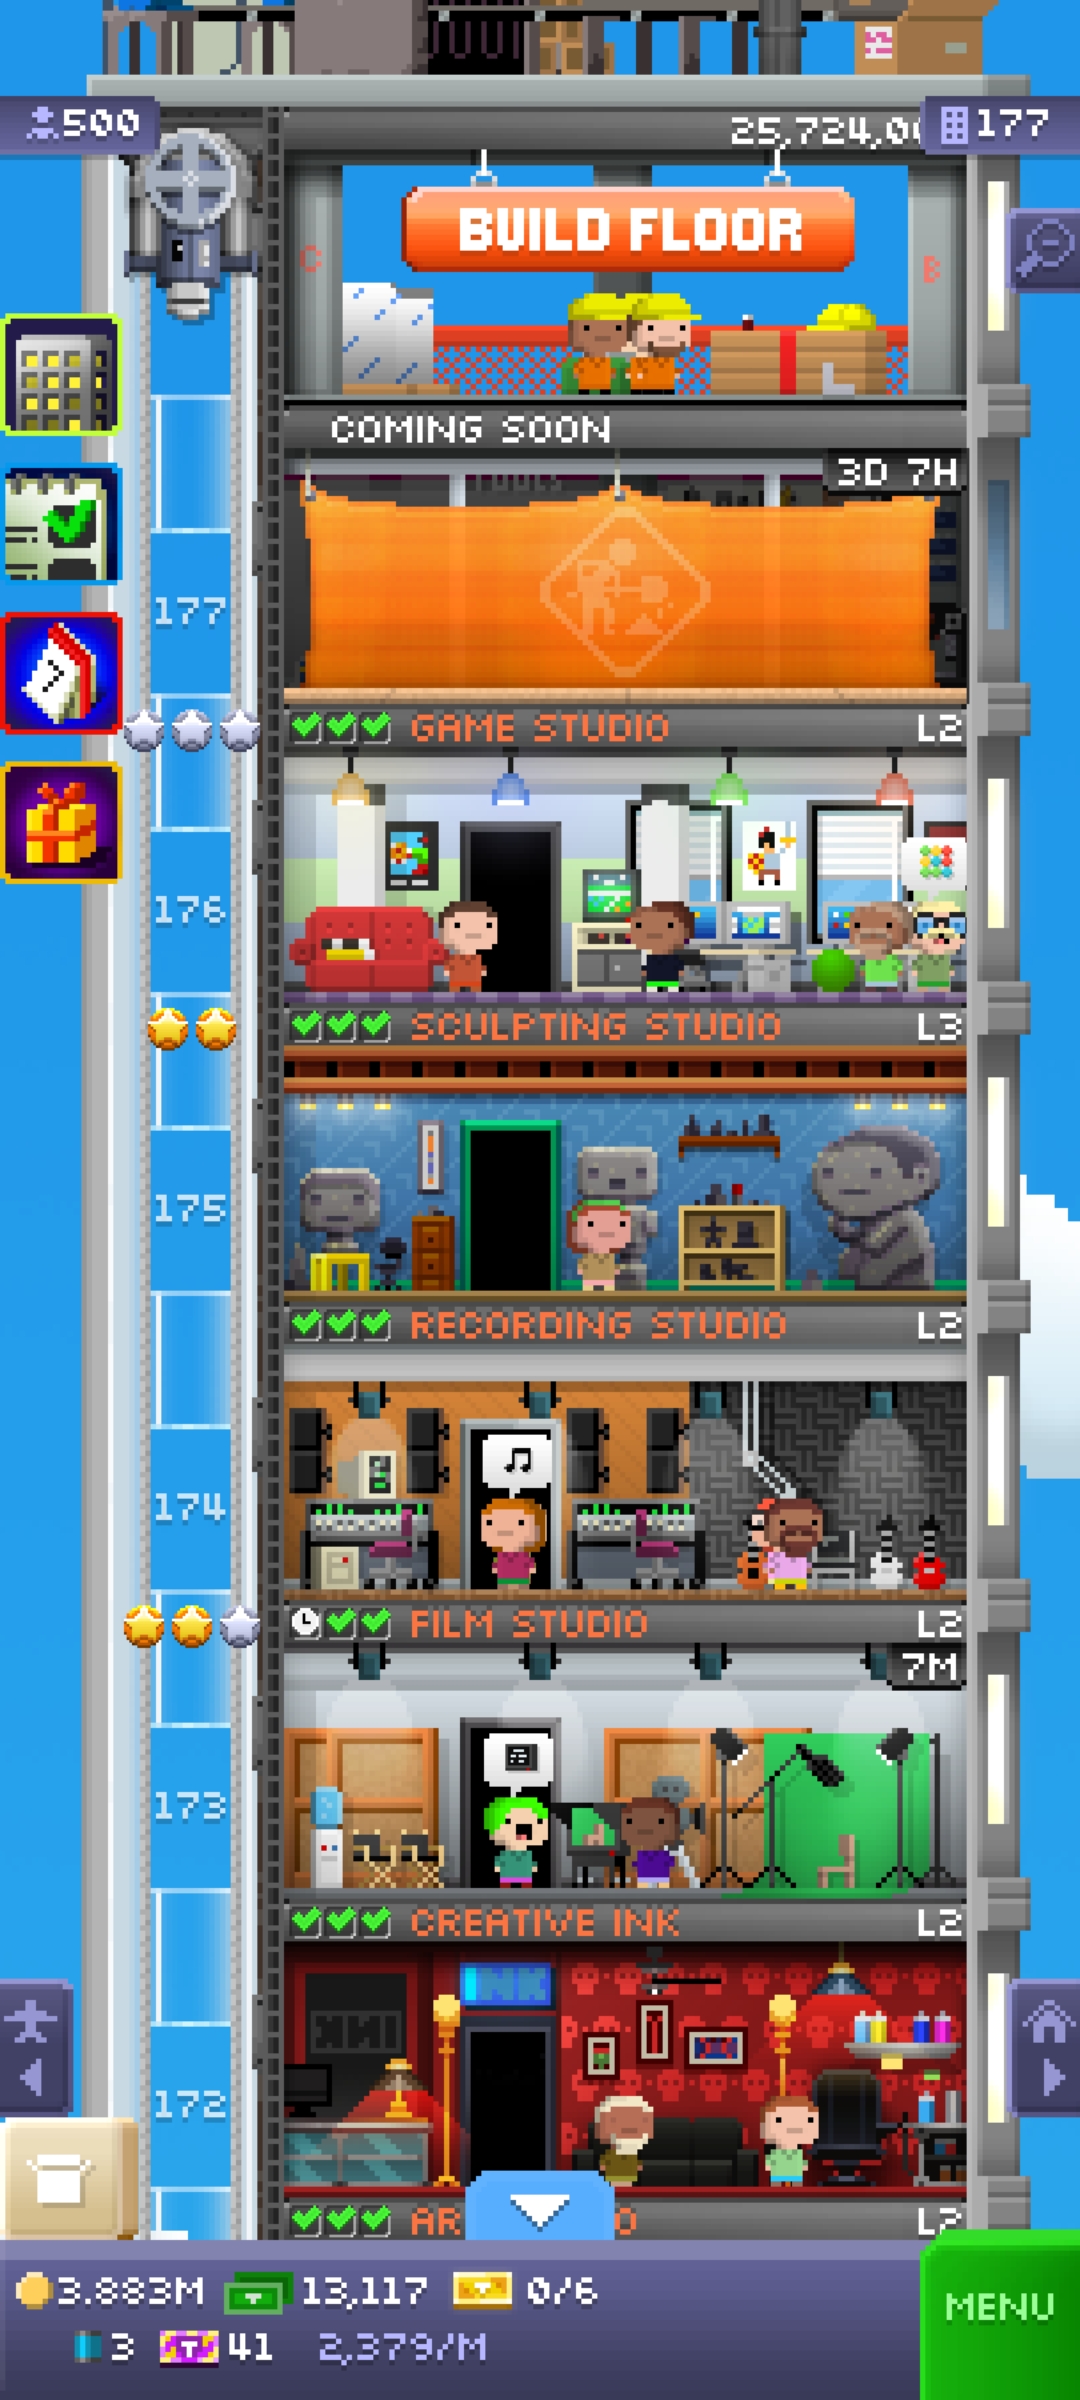 500
25,724,0
177
BUILD FLOOR
C
B
COMING SOON
3D 7H
177
GAME STUDIO L2
176
SCULPTING STUDIO L3
175
RECORDING STUDIO L2
174
FILM STUDIO L2
7M
173
CREATIVE INK L2
INK
172
AR O L2
3.883M 13,117 0/6
3 T 41 2,379/M
MENU